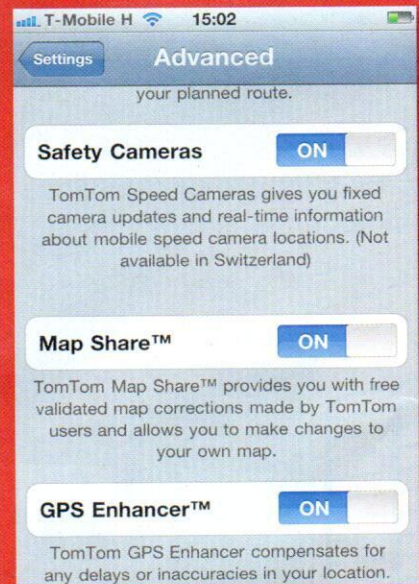 T-Mobile H 15:02
Settings Advanced
your planned route.
Safety Cameras ON
TomTom Speed Cameras gives you fixed
camera updates and real-time information
about mobile speed camera locations. (Not
available in Switzerland)
Map Share™ ON
TomTom Map Share™ provides you with free
validated map corrections made by TomTom
users and allows you to make changes to
your own map.
GPS Enhancer™ ON
TomTom GPS Enhancer compensates for
any delays or inaccuracies in your location.